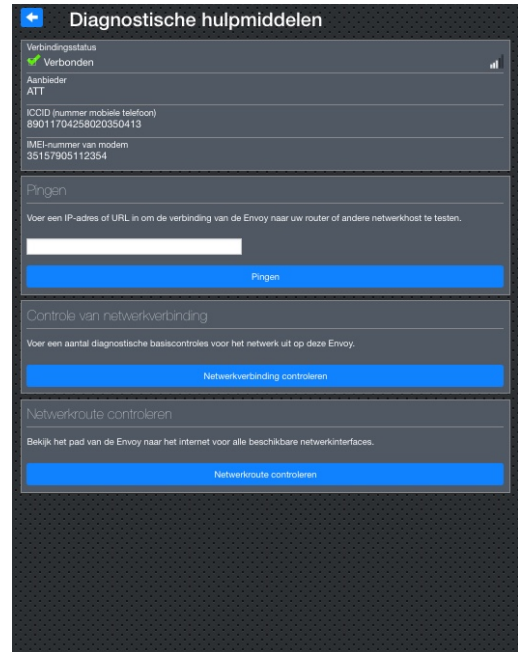 Diagnostische hulpmiddelen
Verbindingsstatus
Verbonden
Aanbieder
ATT
ICCID (nummer mobiele telefoon)
89011704258020350413
IMEI-nummer van modem
35157905112354
Pingen
Voer een IP-adres of URL in om de verbinding van de Envoy naar uw router of andere netwerkhost te testen.
Pingen
Controle van netwerkverbinding
Voer een aantal diagnostische basiscontroles voor het netwerk uit op deze Envoy.
Netwerkverbinding controleren
Netwerkroute controleren
Bekijk het pad van de Envoy naar het internet voor alle beschikbare netwerkinterfaces.
Netwerkroute controleren